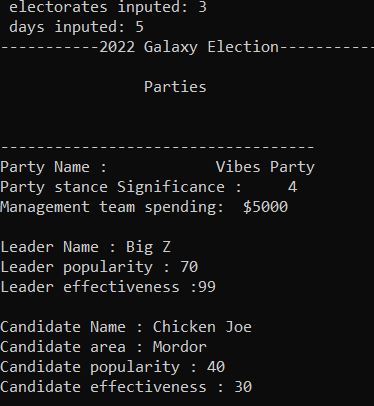 electorates inputed: 3
days inputed: 5
-----------2022 Galaxy Election-----------
Parties
-----------------------------------
Party Name : Vibes Party
Party stance Significance : 4
Management team spending: $5000
Leader Name : Big Z
Leader popularity : 70
Leader effectiveness :99
Candidate Name : Chicken Joe
Candidate area : Mordor
Candidate popularity : 40
Candidate effectiveness : 30